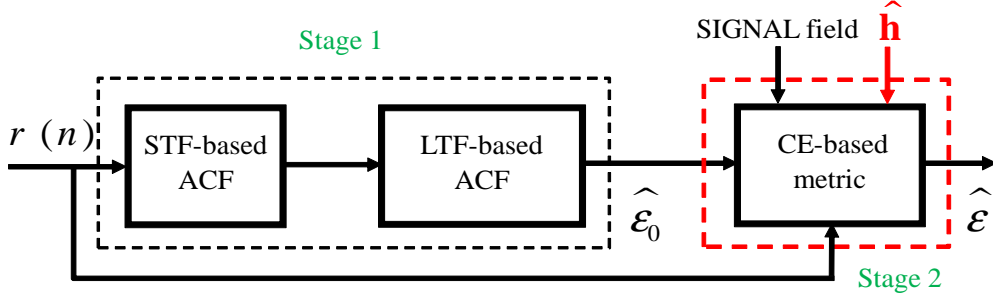 Stage 1
SIGNAL field
ĥ
r (n)
STF-based
ACF
LTF-based
ACF
CE-based
metric
ε̂₀
ε̂
Stage 2